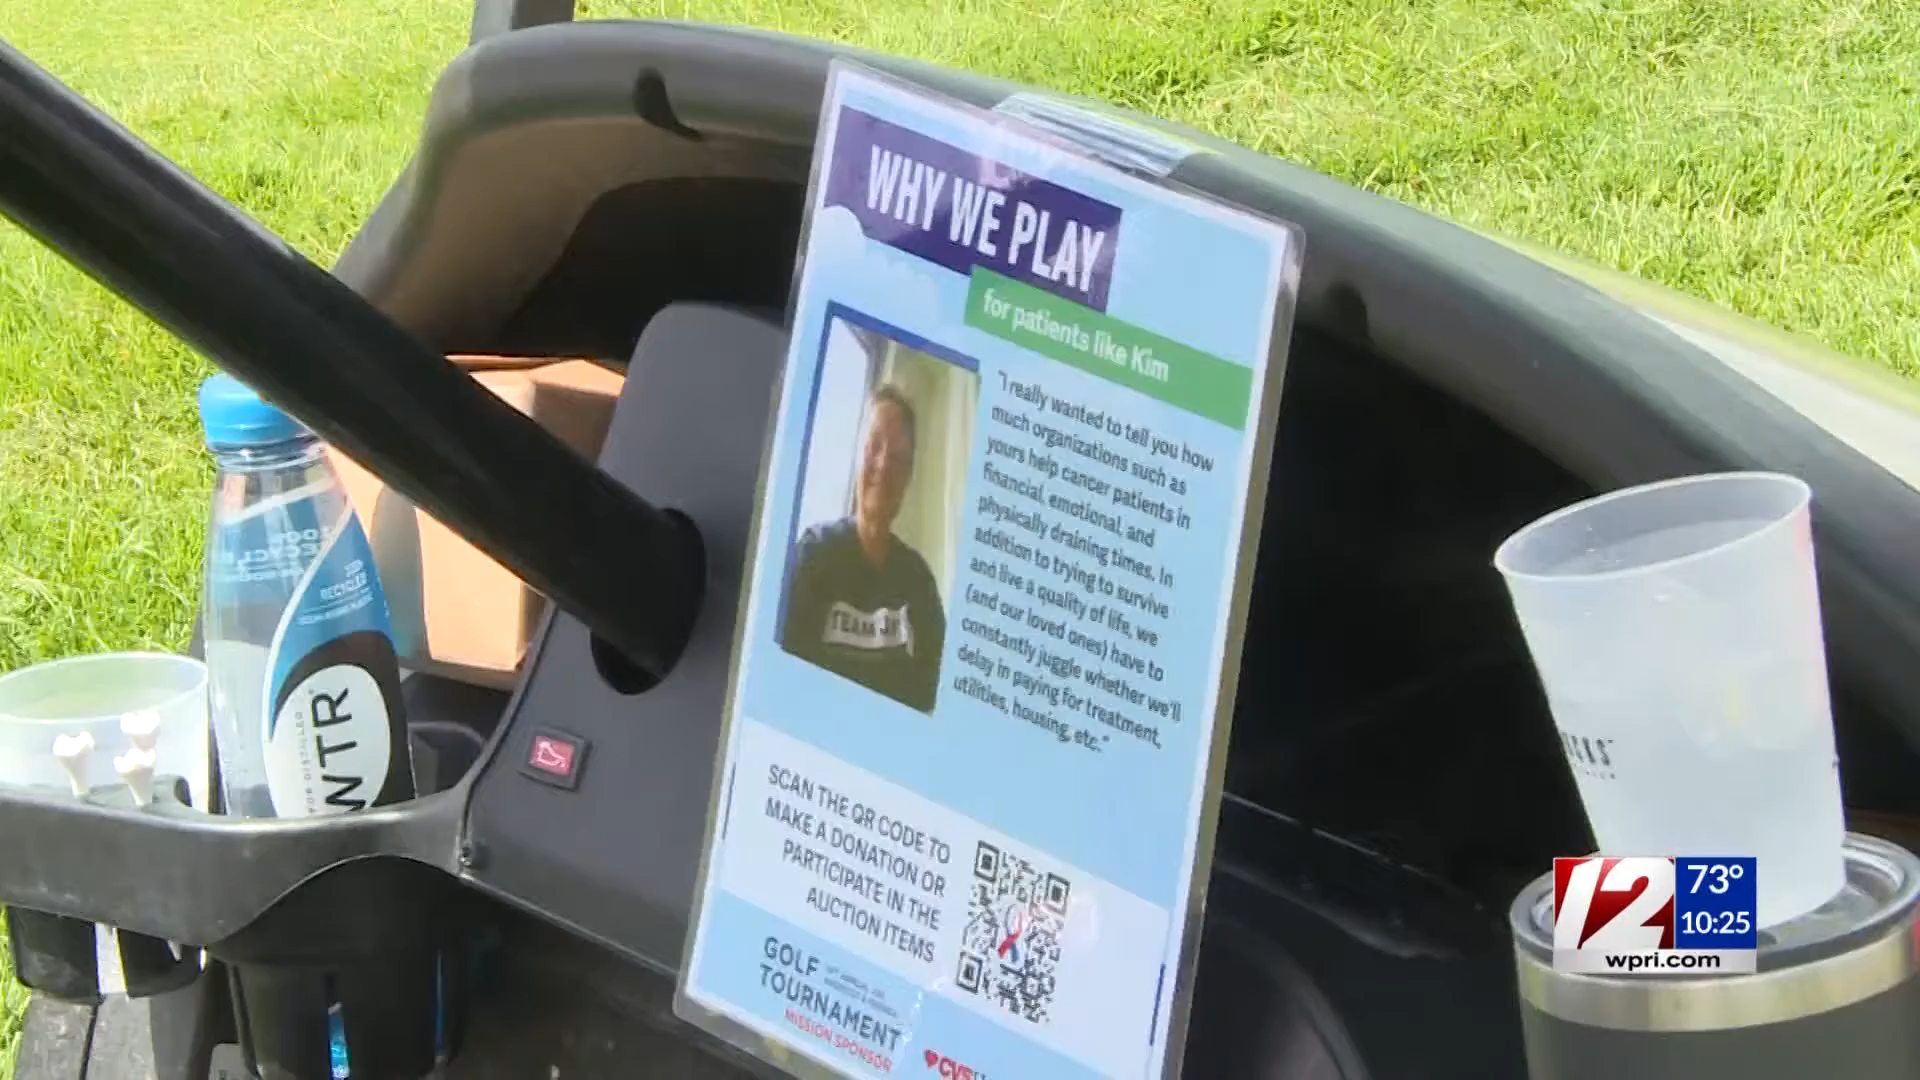 WHY WE PLAY
for patients like Kim
"I really wanted to tell you how
much organizations such as
yours help cancer patients in
financial, emotional, and
physically draining times. In
addition to trying to survive
and live a quality of life, we
(and our loved ones) have to
constantly juggle whether we'll
delay in paying for treatment,
utilities, housing, etc."
TEAM
SCAN THE QR CODE TO
MAKE A DONATION OR
PARTICIPATE IN THE
AUCTION ITEMS
GOLF
TOURNAMENT
MISSION SPONSOR
CVS
RECYCLED
WTR
12
73°
10:25
wpri.com